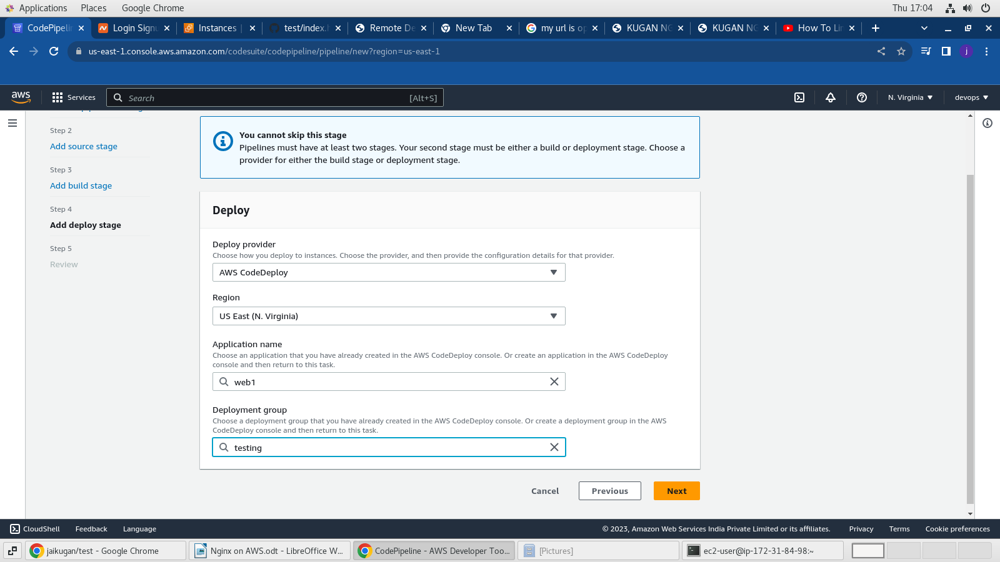 Applications Places Google Chrome Thu 17:04
CodePipelin Login Signu Instances test/index.h Remote De New Tab my url is op KUGAN NG KUGAN NG How To Lin
us-east-1.console.aws.amazon.com/codesuite/codepipeline/pipeline/new?region=us-east-1 j
aws Services Search [Alt+S] N. Virginia devops
Step 2
Add source stage
Step 3
Add build stage
Step 4
Add deploy stage
Step 5
Review
You cannot skip this stage
Pipelines must have at least two stages. Your second stage must be either a build or deployment stage. Choose a
provider for either the build stage or deployment stage.
Deploy
Deploy provider
Choose how you deploy to instances. Choose the provider, and then provide the configuration details for that provider.
AWS CodeDeploy
Region
US East (N. Virginia)
Application name
Choose an application that you have already created in the AWS CodeDeploy console. Or create an application in the AWS CodeDeploy
console and then return to this task.
web1
Deployment group
Choose a deployment group that you have already created in the AWS CodeDeploy console. Or create a deployment group in the AWS
CodeDeploy console and then return to this task.
testing
Cancel Previous Next
CloudShell Feedback Language © 2023, Amazon Web Services India Private Limited or its affiliates. Privacy Terms Cookie preferences
jaikugan/test - Google Chrome Nginx on AWS.odt - LibreOffice W... CodePipeline - AWS Developer Too... [Pictures] ec2-user@ip-172-31-84-98:~